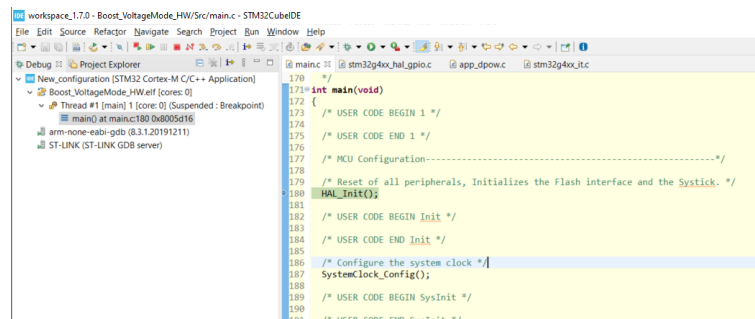 IDE workspace_1.7.0 - Boost_VoltageMode_HW/Src/main.c - STM32CubeIDE
File Edit Source Refactor Navigate Search Project Run Window Help
Debug Project Explorer
New_configuration [STM32 Cortex-M C/C++ Application]
Boost_VoltageMode_HW.elf [cores: 0]
Thread #1 [main] 1 [core: 0] (Suspended : Breakpoint)
main() at main.c:180 0x8005d16
arm-none-eabi-gdb (8.3.1.20191211)
ST-LINK (ST-LINK GDB server)
main.c stm32g4xx_hal_gpio.c app_dpow.c stm32g4xx_it.c
170 */
171 int main(void)
172 {
173 /* USER CODE BEGIN 1 */
174
175 /* USER CODE END 1 */
176
177 /* MCU Configuration--------------------------------------------------------*/
178
179 /* Reset of all peripherals, Initializes the Flash interface and the Systick. */
180 HAL_Init();
181
182 /* USER CODE BEGIN Init */
183
184 /* USER CODE END Init */
185
186 /* Configure the system clock */
187 SystemClock_Config();
188
189 /* USER CODE BEGIN SysInit */
190